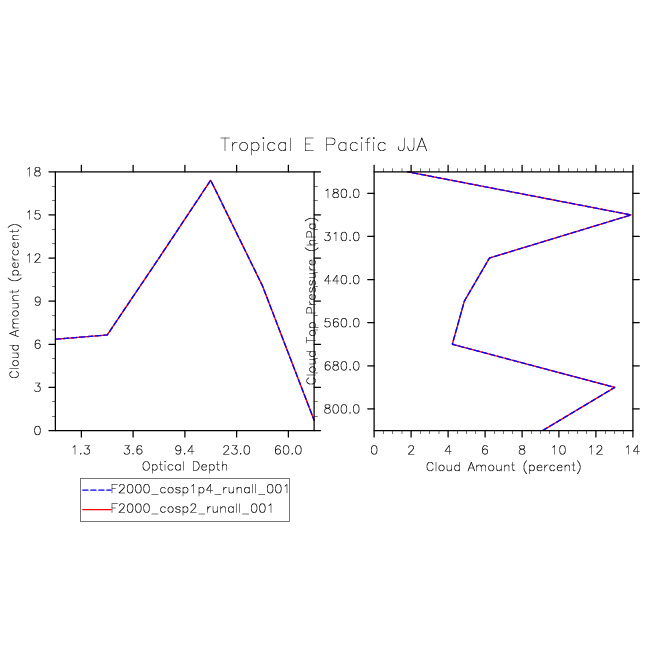 Tropical E Pacific JJA
Cloud Amount (percent)
18
15
12
9
6
3
0
1.3 3.6 9.4 23.0 60.0
Optical Depth
Cloud Top Pressure (hPa)
180.0
310.0
440.0
560.0
680.0
800.0
0 2 4 6 8 10 12 14
Cloud Amount (percent)
F2000_cosp1p4_runall_001
F2000_cosp2_runall_001